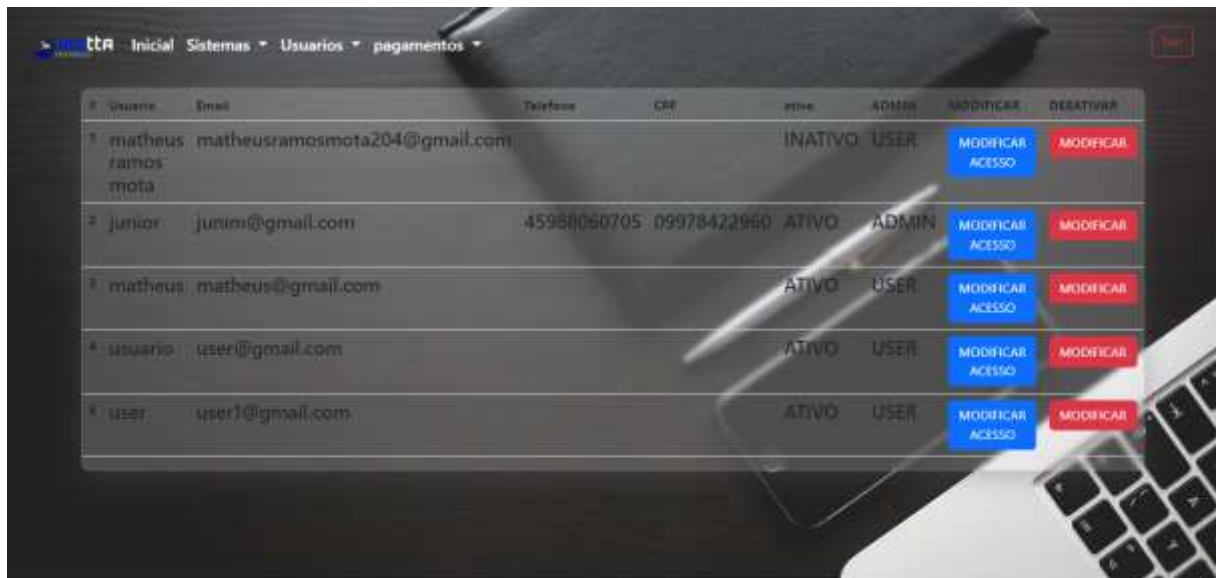 ttA Inicial Sistemas Usuarios pagamentos
# Usuario Email Telefone CPF ativo ADMIN MODIFICAR DESATIVAR
1 matheus ramos mota matheusramosmota204@gmail.com INATIVO USER MODIFICAR ACESSO MODIFICAR
2 junior junim@gmail.com 45988060705 09978422960 ATIVO ADMIN MODIFICAR ACESSO MODIFICAR
3 matheus matheus@gmail.com ATIVO USER MODIFICAR ACESSO MODIFICAR
4 usuario user@gmail.com ATIVO USER MODIFICAR ACESSO MODIFICAR
5 user user1@gmail.com ATIVO USER MODIFICAR ACESSO MODIFICAR